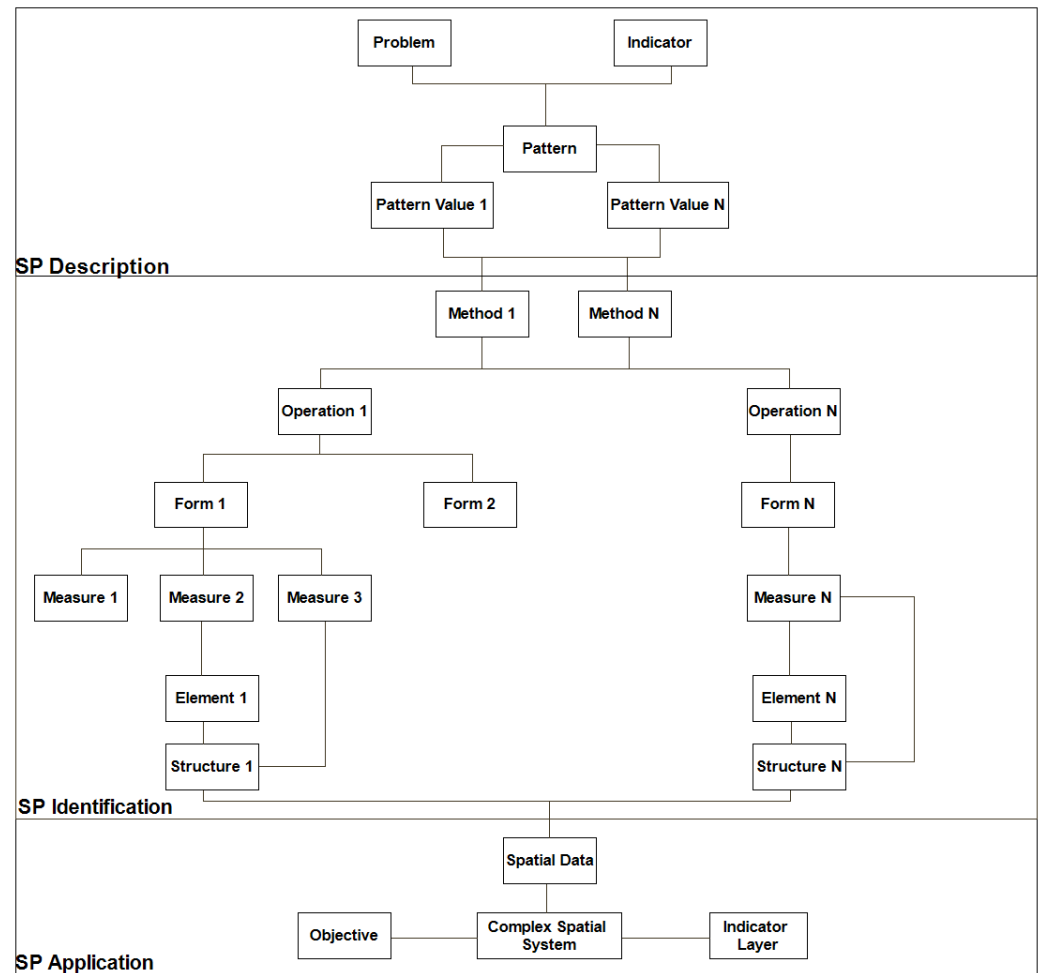 Problem
Indicator
Pattern
Pattern Value 1
Pattern Value N
SP Description
Method 1
Method N
Operation 1
Operation N
Form 1
Form 2
Form N
Measure 1
Measure 2
Measure 3
Measure N
Element 1
Element N
Structure 1
Structure N
SP Identification
Spatial Data
Objective
Complex Spatial
System
Indicator
Layer
SP Application